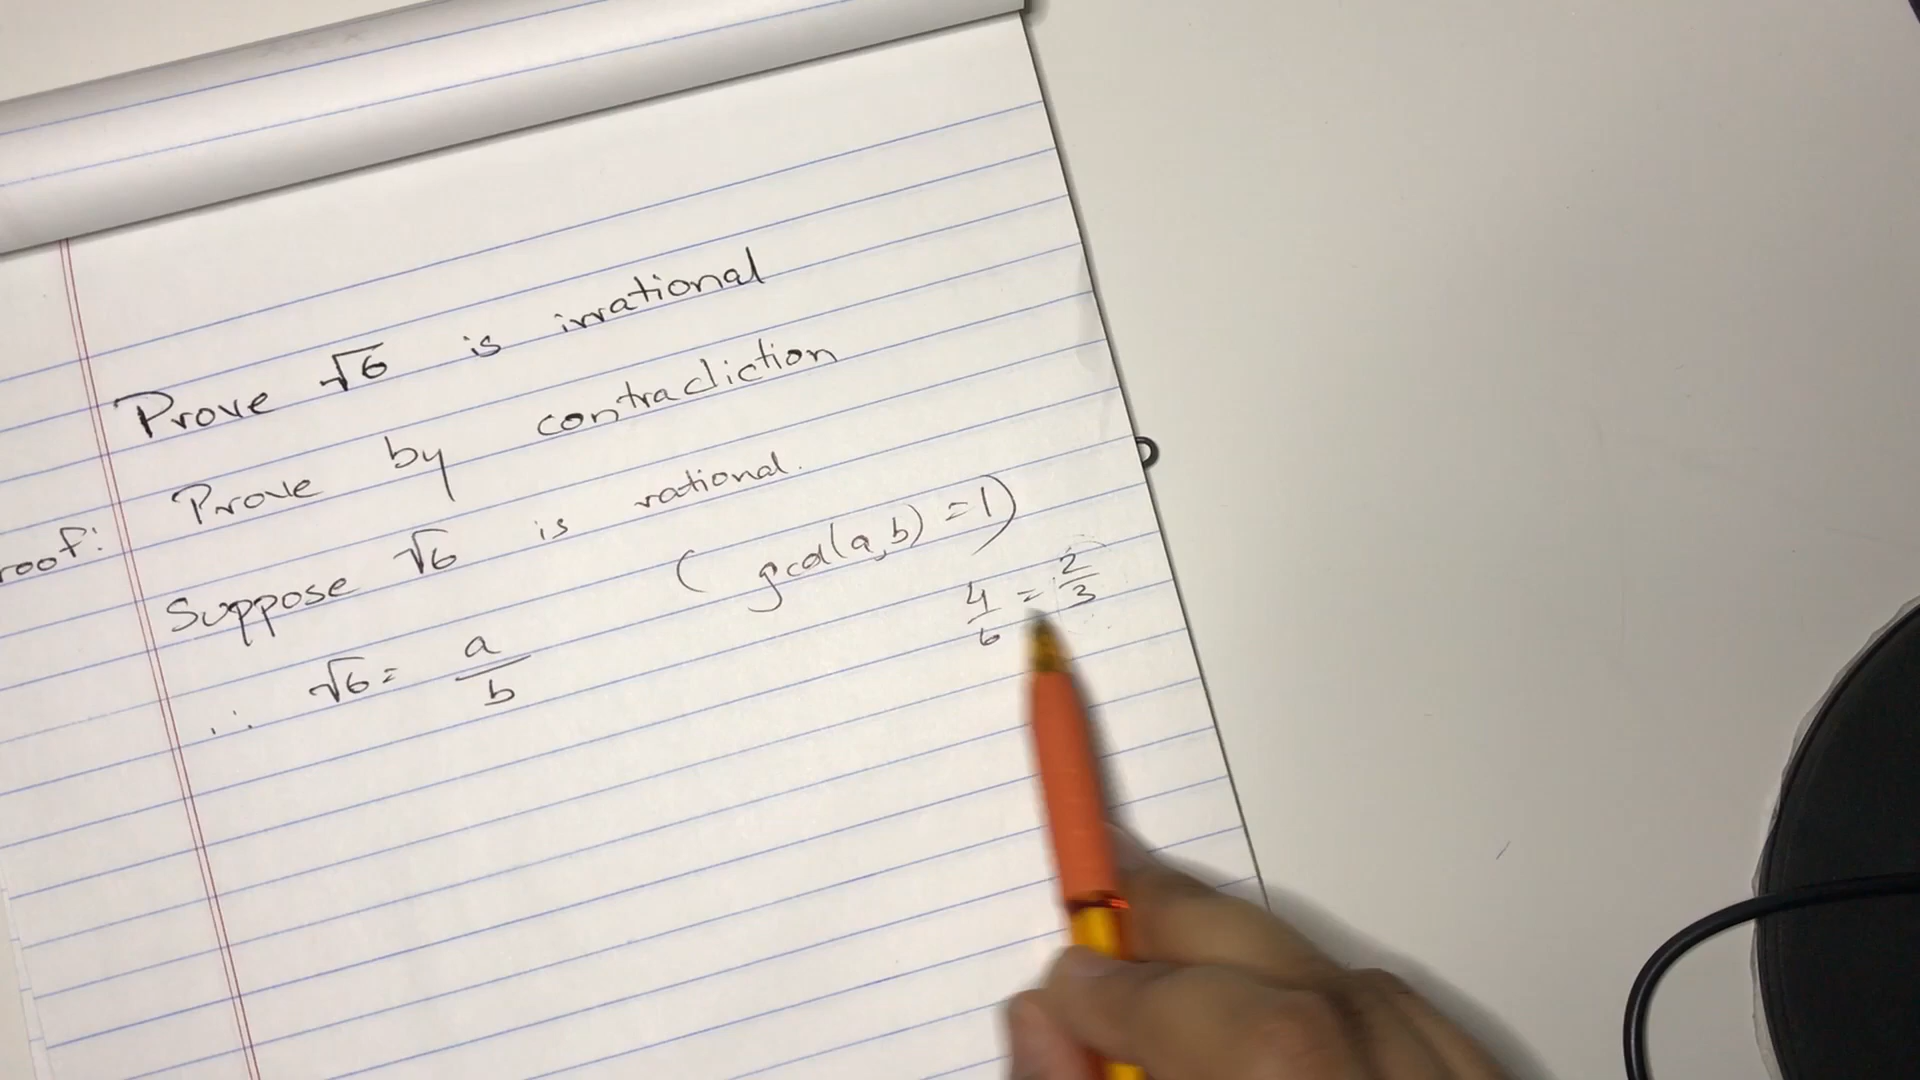 Prove √6 is irrational
roof: Prove by contradiction
Suppose √6 is rational.
∴ √6 = a/b (gcd(a,b) = 1)
4/6 = 2/3